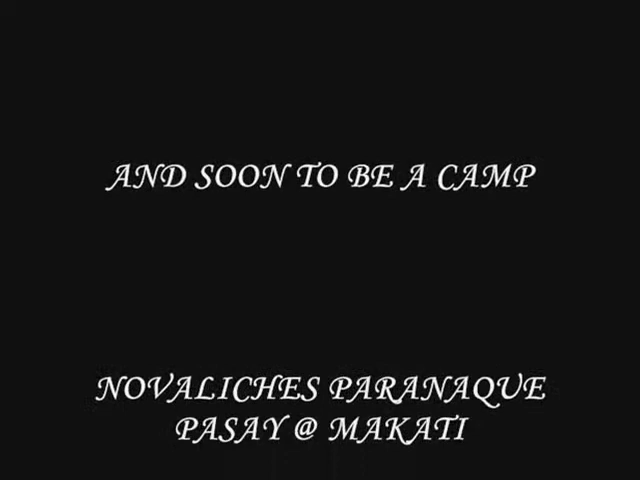 AND SOON TO BE A CAMP
NOVALICHES PARANAQUE
PASAY @ MAKATI